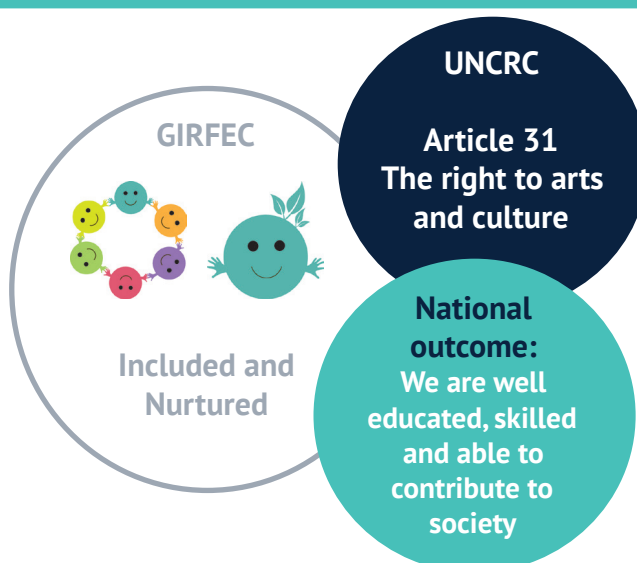 GIRFEC
Included and
Nurtured
UNCRC
Article 31
The right to arts
and culture
National
outcome:
We are well
educated, skilled
and able to
contribute to
society